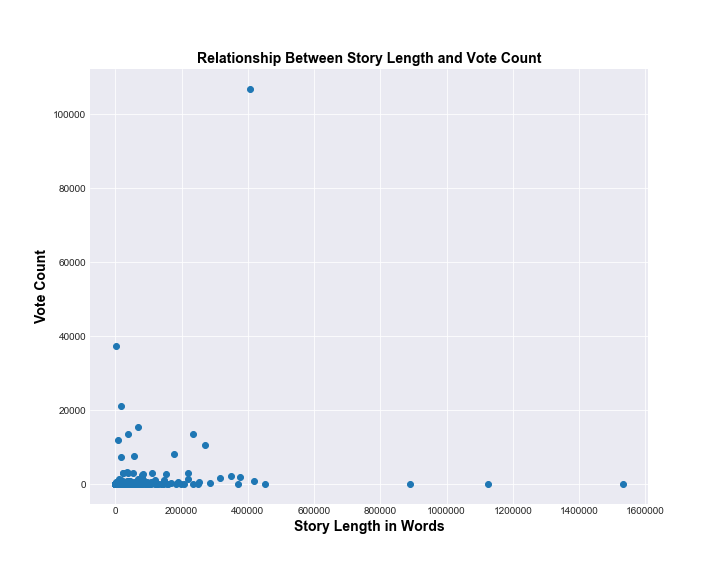 Relationship Between Story Length and Vote Count
100000
80000
60000
40000
20000
0
Vote Count
0 200000 400000 600000 800000 1000000 1200000 1400000 1600000
Story Length in Words